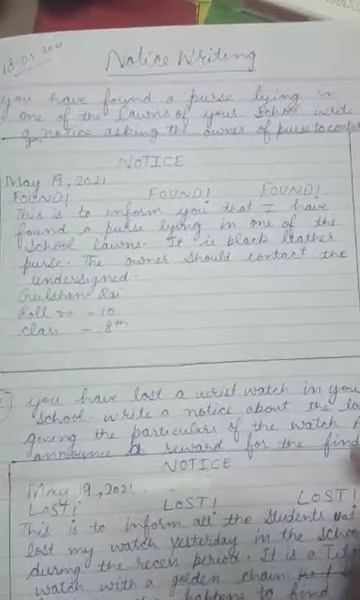 Notice Writing
you have found a purse lying in
one of the lawns of your school write
a notice asking the owner of purse to
NOTICE
May 19, 2021
FOUND! FOUND! FOUND!
This is to inform you that I have
found a purse lying in one of the
school lawns. It is black leather
purse. The owner should contact the
undersigned.
Gulshan Rai
Roll no - 10
class - 8th
you have lost a wrist watch in you
school write a notice about the
giving the particulars of the watch
announce a reward for the find
NOTICE
May 19, 2021
LOST! LOST! LOST!
This is to inform all the students
lost my watch yesterday in the
during the recess period. It is a
watch with a golden chain.
happens to find